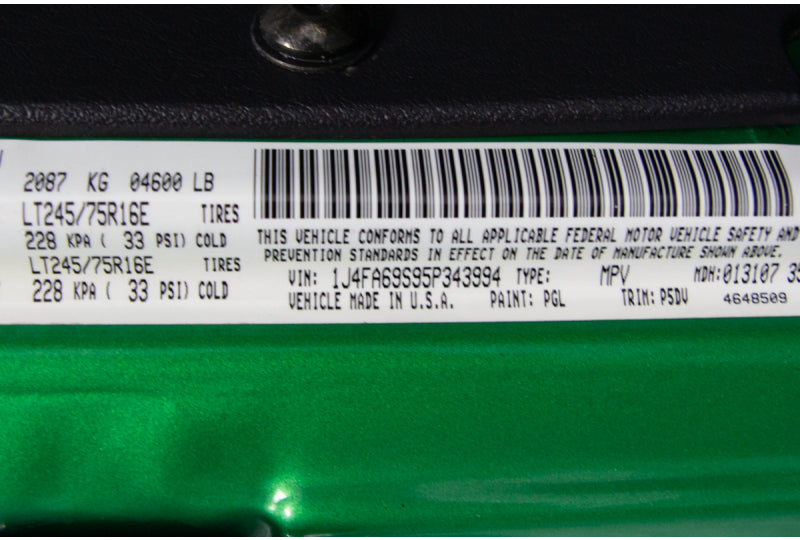 2087 KG 04600 LB
LT245/75R16E TIRES
228 KPA ( 33 PSI) COLD
LT245/75R16E TIRES
228 KPA ( 33 PSI) COLD
THIS VEHICLE CONFORMS TO ALL APPLICABLE FEDERAL MOTOR VEHICLE SAFETY AND
PREVENTION STANDARDS IN EFFECT ON THE DATE OF MANUFACTURE SHOWN ABOVE.
VIN: 1J4FA69S95P343994 TYPE: MPV MDH:013107 35
VEHICLE MADE IN U.S.A. PAINT: PGL TRIM: P5DV 4648509